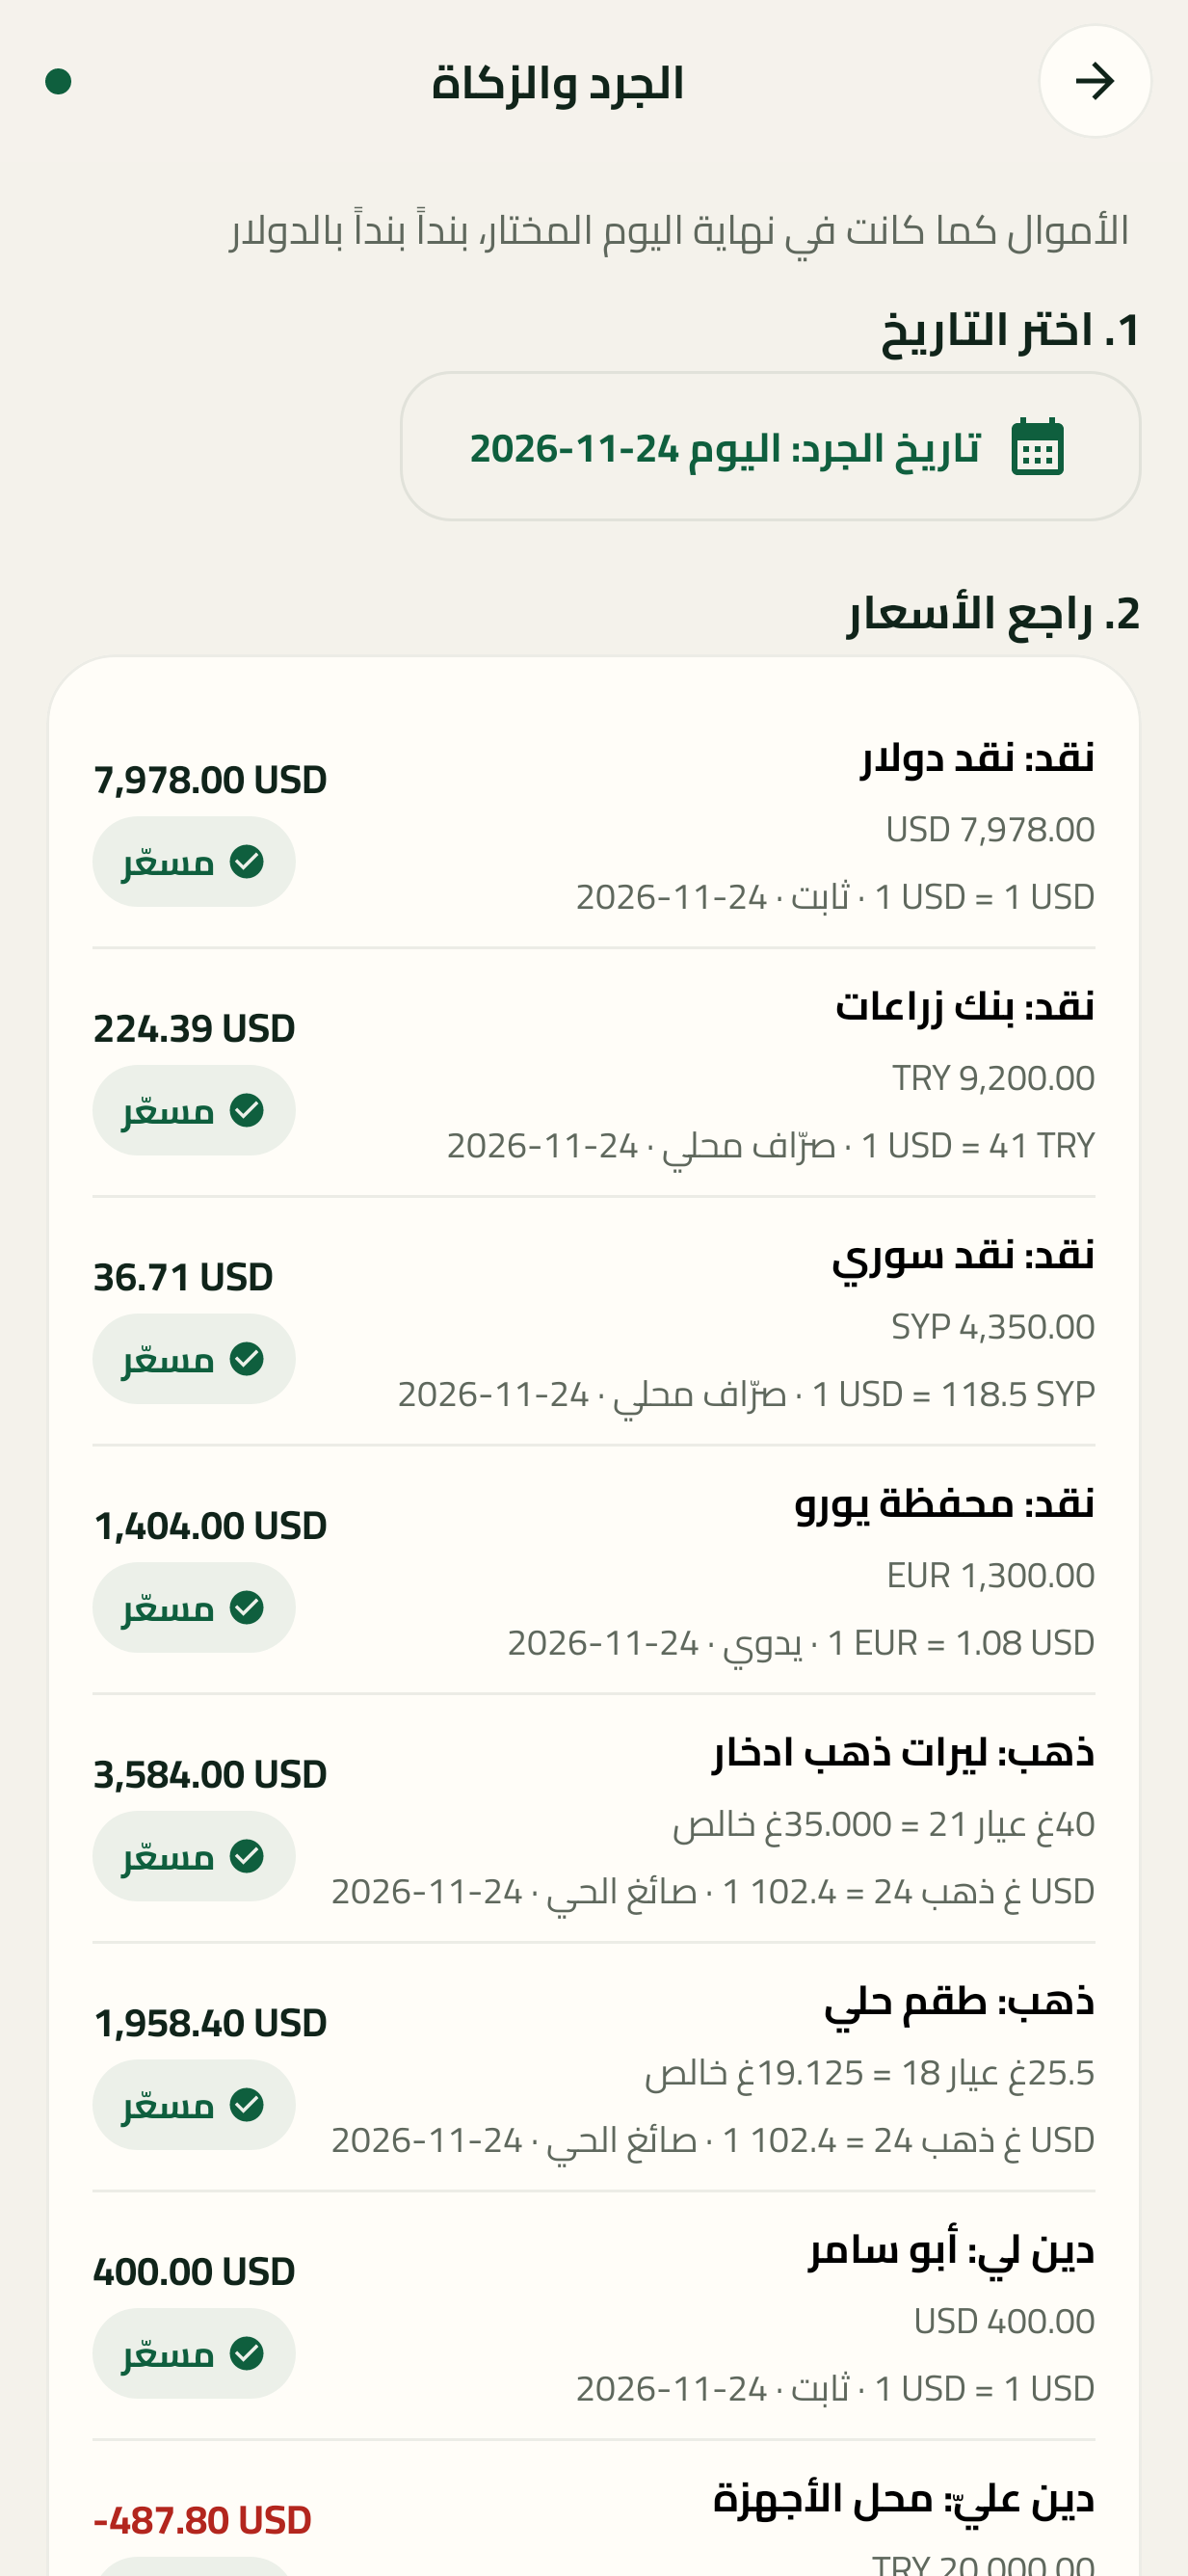 الجرد والزكاة
الأموال كما كانت في نهاية اليوم المختار، بنداً بنداً بالدولار
1. اختر التاريخ
تاريخ الجرد: اليوم 2026-11-24
2. راجع الأسعار
نقد: نقد دولار
7,978.00 USD
USD 7,978.00
مسعّر
1 USD = 1 USD · ثابت · 2026-11-24
نقد: بنك زراعات
224.39 USD
TRY 9,200.00
مسعّر
1 USD = 41 TRY · صرّاف محلي · 2026-11-24
نقد: نقد سوري
36.71 USD
SYP 4,350.00
مسعّر
1 USD = 118.5 SYP · صرّاف محلي · 2026-11-24
نقد: محفظة يورو
1,404.00 USD
EUR 1,300.00
مسعّر
1 EUR = 1.08 USD · يدوي · 2026-11-24
ذهب: ليرات ذهب ادخار
3,584.00 USD
40غ عيار 21 = 35.000غ خالص
مسعّر
USD غ ذهب 24 = 102.4 1 · صائغ الحي · 2026-11-24
ذهب: طقم حلي
1,958.40 USD
25.5غ عيار 18 = 19.125غ خالص
مسعّر
USD غ ذهب 24 = 102.4 1 · صائغ الحي · 2026-11-24
دين لي: أبو سامر
400.00 USD
USD 400.00
مسعّر
1 USD = 1 USD · ثابت · 2026-11-24
دين عليّ: محل الأجهزة
-487.80 USD
TRY 20,000.00